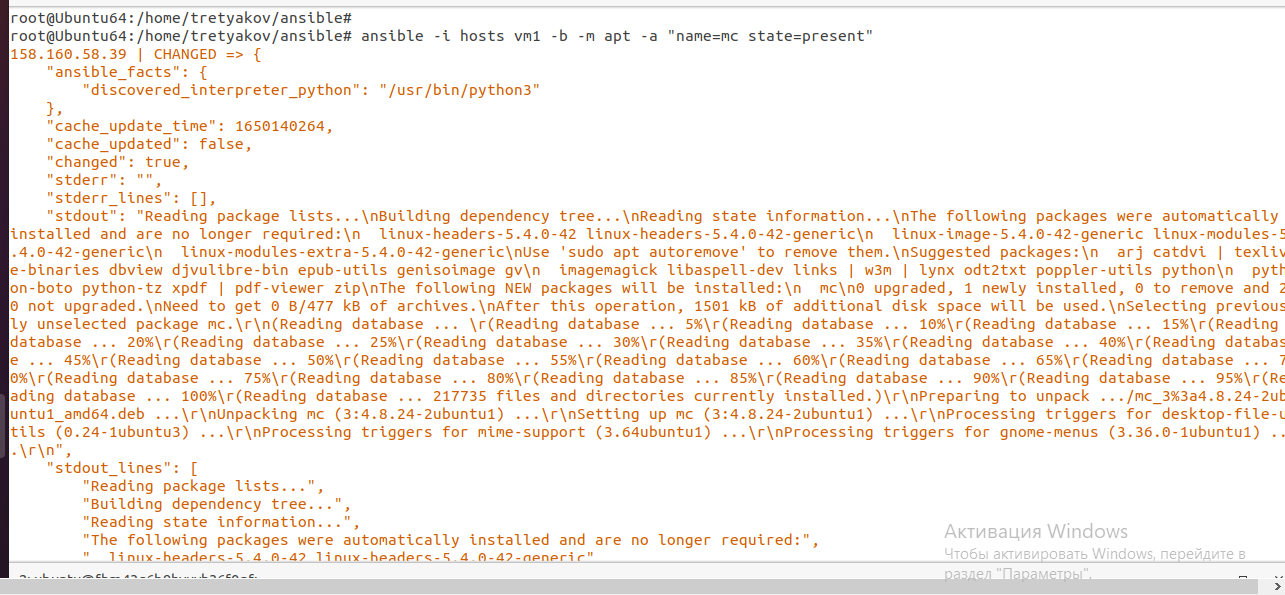 root@Ubuntu64:/home/tretyakov/ansible#
root@Ubuntu64:/home/tretyakov/ansible# ansible -i hosts vm1 -b -m apt -a "name=mc state=present"
158.160.58.39 | CHANGED => {
    "ansible_facts": {
        "discovered_interpreter_python": "/usr/bin/python3"
    },
    "cache_update_time": 1650140264,
    "cache_updated": false,
    "changed": true,
    "stderr": "",
    "stderr_lines": [],
    "stdout": "Reading package lists...\nBuilding dependency tree...\nReading state information...\nThe following packages were automatically
installed and are no longer required:\n  linux-headers-5.4.0-42 linux-headers-5.4.0-42-generic\n  linux-image-5.4.0-42-generic linux-modules-5
.4.0-42-generic\n  linux-modules-extra-5.4.0-42-generic\nUse 'sudo apt autoremove' to remove them.\nSuggested packages:\n  arj catdvi | texliv
e-binaries dbview djvulibre-bin epub-utils genisoimage gv\n  imagemagick libaspell-dev links | w3m | lynx odt2txt poppler-utils python\n  pyth
on-boto python-tz xpdf | pdf-viewer zip\nThe following NEW packages will be installed:\n  mc\n0 upgraded, 1 newly installed, 0 to remove and 2
0 not upgraded.\nNeed to get 0 B/477 kB of archives.\nAfter this operation, 1501 kB of additional disk space will be used.\nSelecting previous
ly unselected package mc.\r\n(Reading database ... \r(Reading database ... 5%\r(Reading database ... 10%\r(Reading database ... 15%\r(Reading
database ... 20%\r(Reading database ... 25%\r(Reading database ... 30%\r(Reading database ... 35%\r(Reading database ... 40%\r(Reading databas
e ... 45%\r(Reading database ... 50%\r(Reading database ... 55%\r(Reading database ... 60%\r(Reading database ... 65%\r(Reading database ... 7
0%\r(Reading database ... 75%\r(Reading database ... 80%\r(Reading database ... 85%\r(Reading database ... 90%\r(Reading database ... 95%\r(Re
ading database ... 100%\r(Reading database ... 217735 files and directories currently installed.)\r\nPreparing to unpack .../mc_3%3a4.8.24-2ub
untu1_amd64.deb ...\r\nUnpacking mc (3:4.8.24-2ubuntu1) ...\r\nSetting up mc (3:4.8.24-2ubuntu1) ...\r\nProcessing triggers for desktop-file-u
tils (0.24-1ubuntu3) ...\r\nProcessing triggers for mime-support (3.64ubuntu1) ...\r\nProcessing triggers for gnome-menus (3.36.0-1ubuntu1) ..
.\r\n",
    "stdout_lines": [
        "Reading package lists...",
        "Building dependency tree...",
        "Reading state information...",
        "The following packages were automatically installed and are no longer required:",
        "  linux-headers-5.4.0-42 linux-headers-5.4.0-42-generic"
Активация Windows
Чтобы активировать Windows, перейдите в
раздел "Параметры".